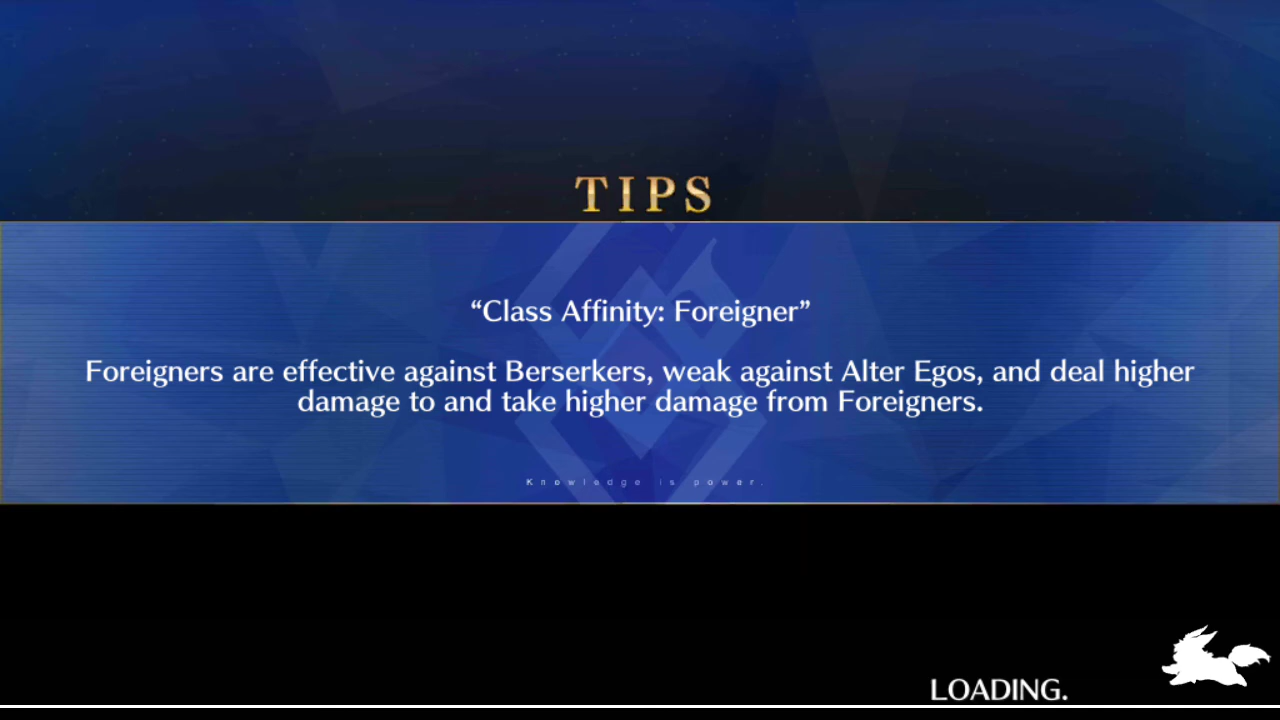 TIPS
“Class Affinity: Foreigner”
Foreigners are effective against Berserkers, weak against Alter Egos, and deal higher
damage to and take higher damage from Foreigners.
Knowledge is power.
LOADING.